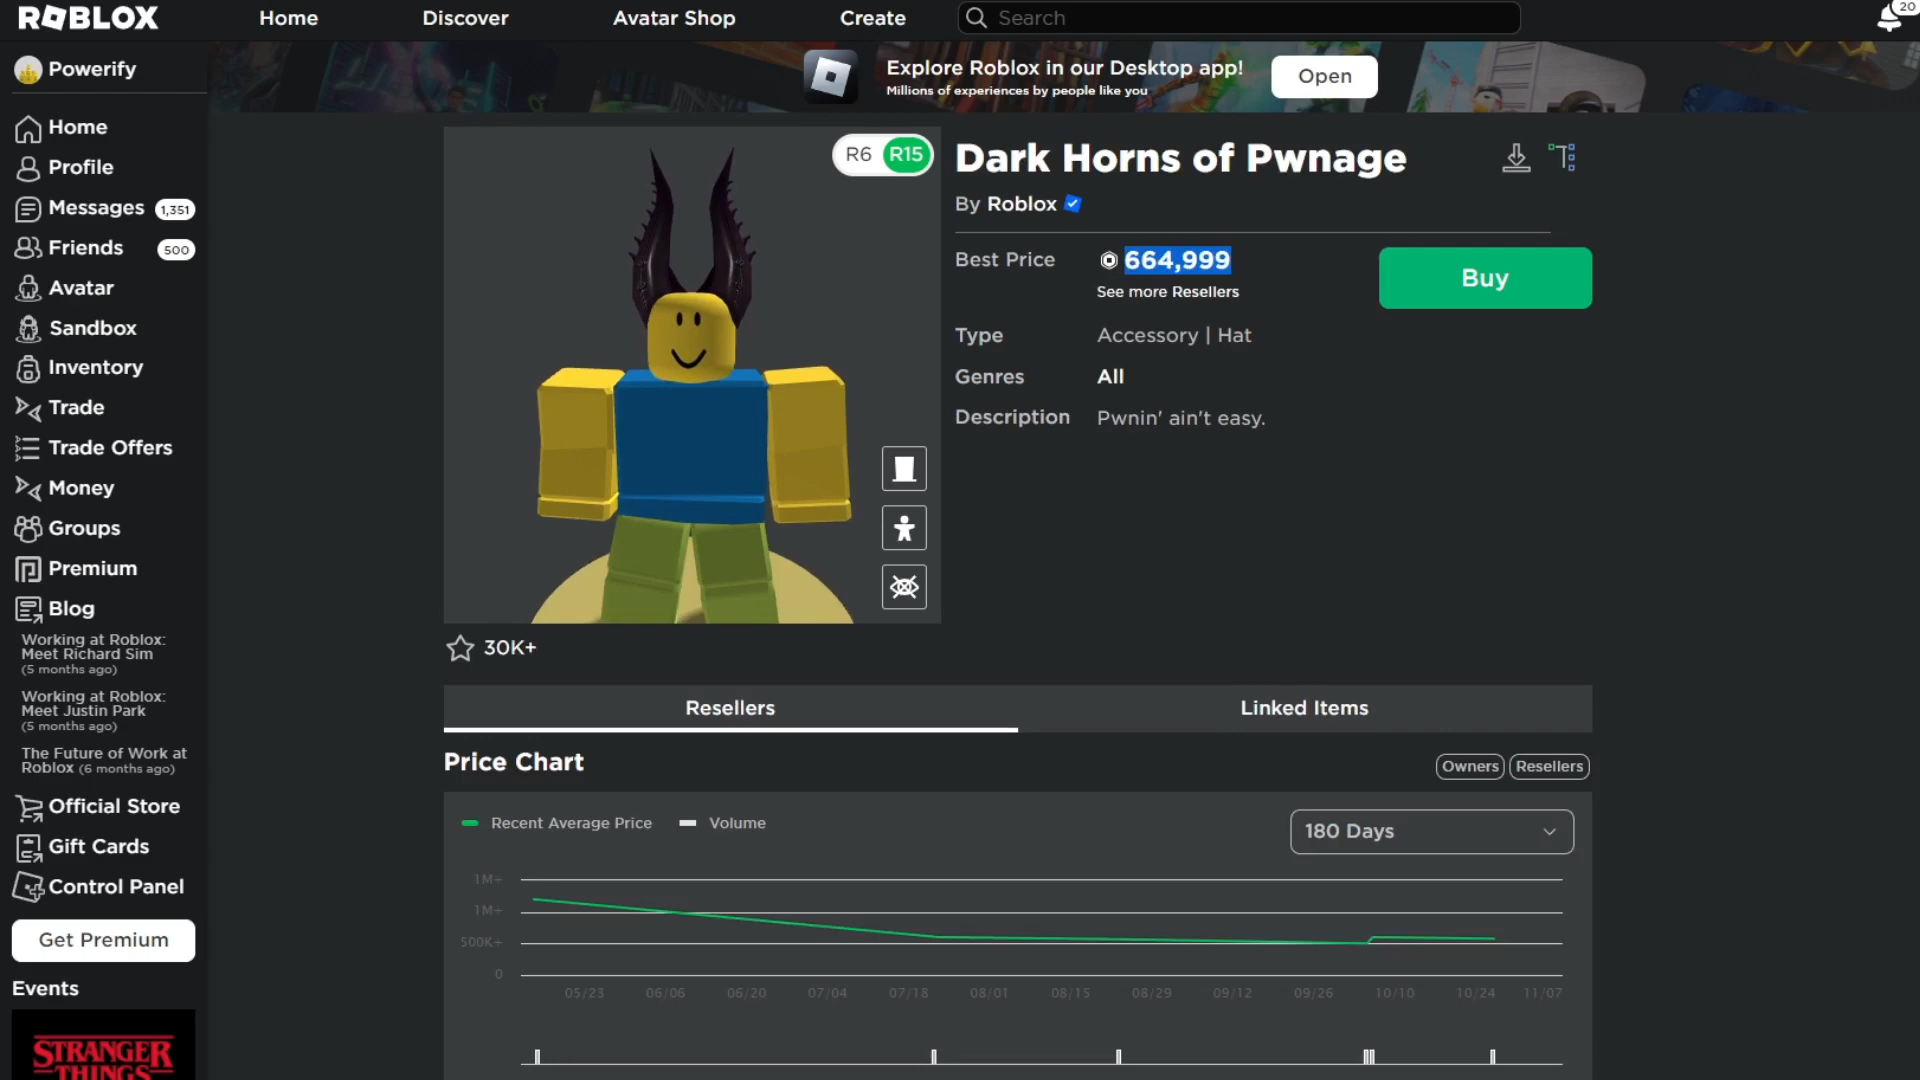 ROBLOX
Home
Discover
Avatar Shop
Create
Search
20
Powerify
Explore Roblox in our Desktop app!
Millions of experiences by people like you
Open
Home
Profile
Messages 1,351
Friends 500
Avatar
Sandbox
Inventory
Trade
Trade Offers
Money
Groups
Premium
Blog
Working at Roblox:
Meet Richard Sim
(5 months ago)
Working at Roblox:
Meet Justin Park
(5 months ago)
The Future of Work at
Roblox (6 months ago)
Official Store
Gift Cards
Control Panel
Get Premium
Events
STRANGER
THINGS
R6 R15
Dark Horns of Pwnage
By Roblox
Best Price 664,999
See more Resellers
Buy
Type Accessory | Hat
Genres All
Description Pwnin' ain't easy.
30K+
Resellers
Linked Items
Price Chart
Owners Resellers
Recent Average Price Volume
180 Days
1M+
1M+
500K+
0
05/23 06/06 06/20 07/04 07/18 08/01 08/15 08/29 09/12 09/26 10/10 10/24 11/07